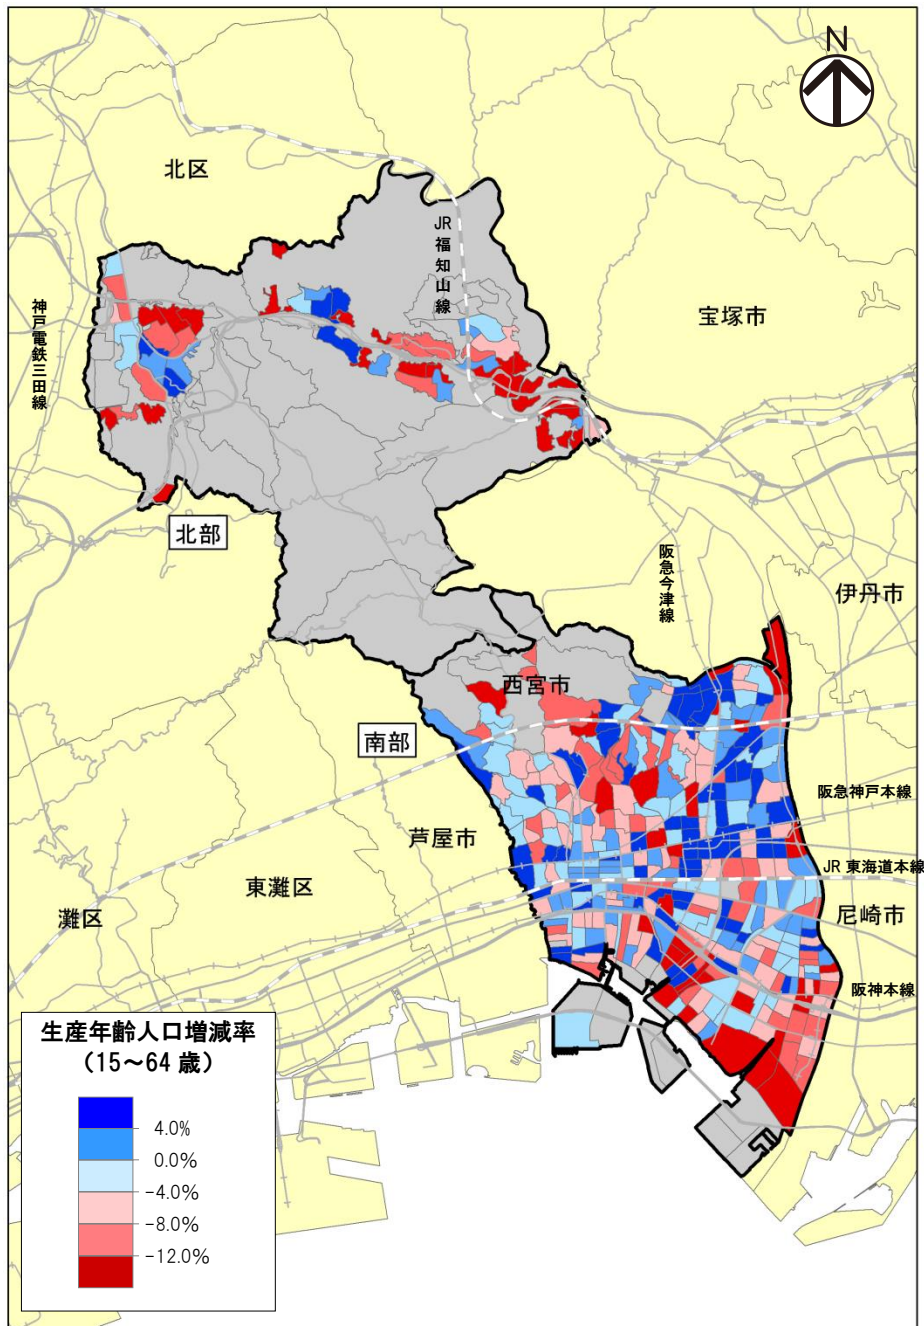 N
北区
JR福知山線
神戸電鉄三田線
宝塚市
北部
阪急今津線
伊丹市
西宮市
南部
阪急神戸本線
芦屋市
JR 東海道本線
東灘区
灘区
尼崎市
阪神本線
生産年齢人口増減率
（15～64 歳）
4.0%
0.0%
-4.0%
-8.0%
-12.0%